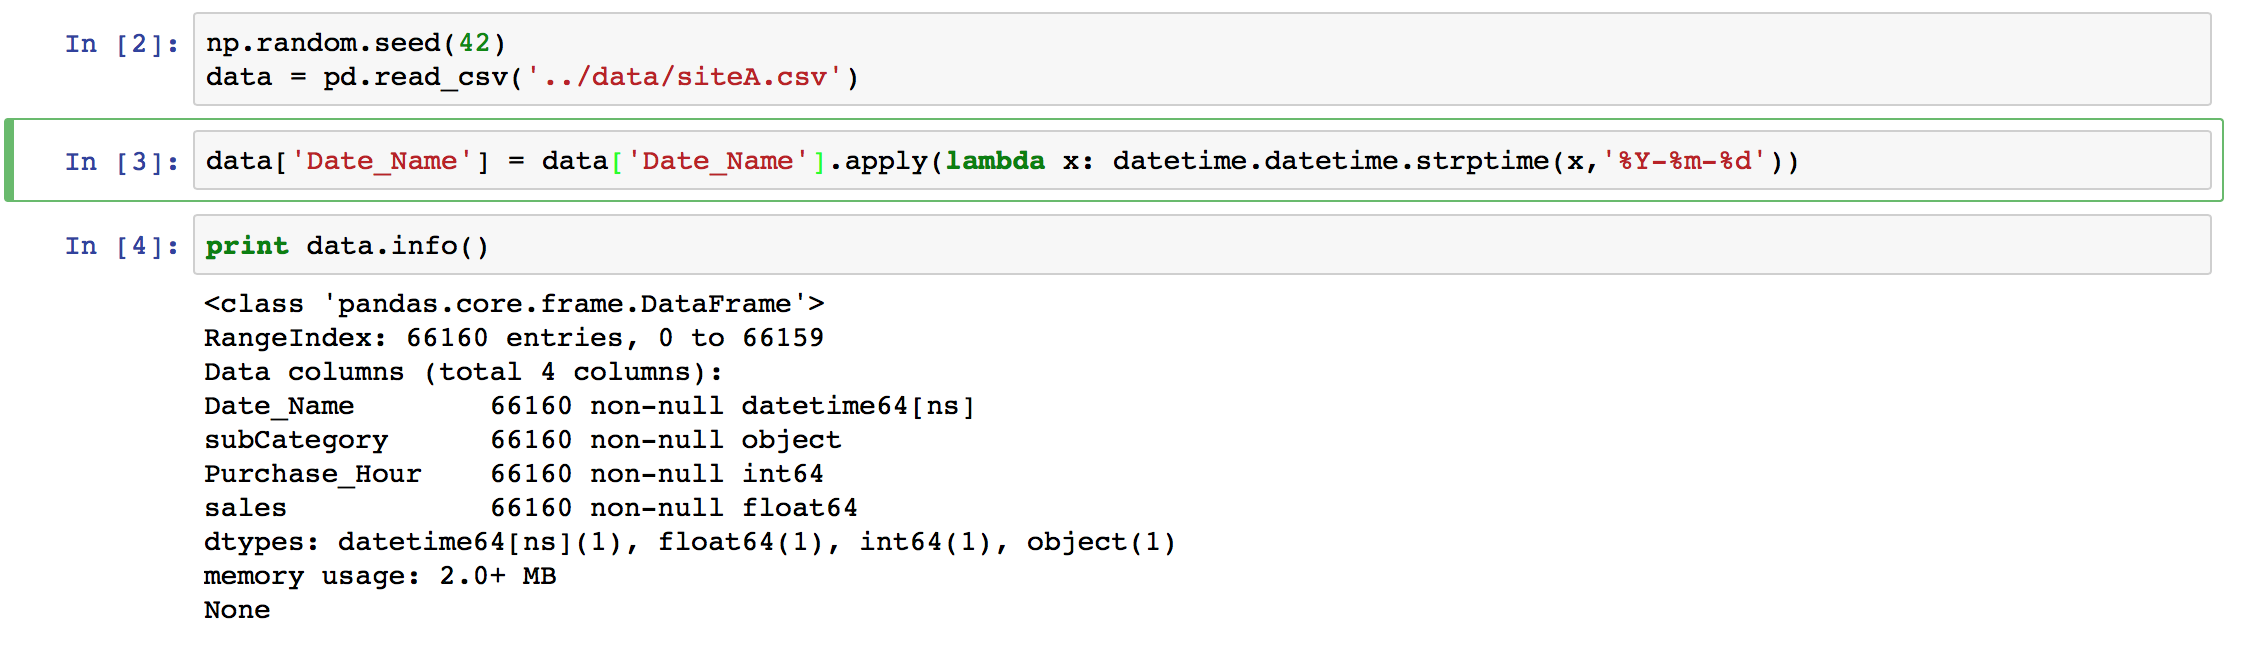 In [2]: np.random.seed(42)
data = pd.read_csv('../data/siteA.csv')
In [3]: data['Date_Name'] = data['Date_Name'].apply(lambda x: datetime.datetime.strptime(x,'%Y-%m-%d'))
In [4]: print data.info()
<class 'pandas.core.frame.DataFrame'>
RangeIndex: 66160 entries, 0 to 66159
Data columns (total 4 columns):
Date_Name        66160 non-null datetime64[ns]
subCategory      66160 non-null object
Purchase_Hour    66160 non-null int64
sales            66160 non-null float64
dtypes: datetime64[ns](1), float64(1), int64(1), object(1)
memory usage: 2.0+ MB
None